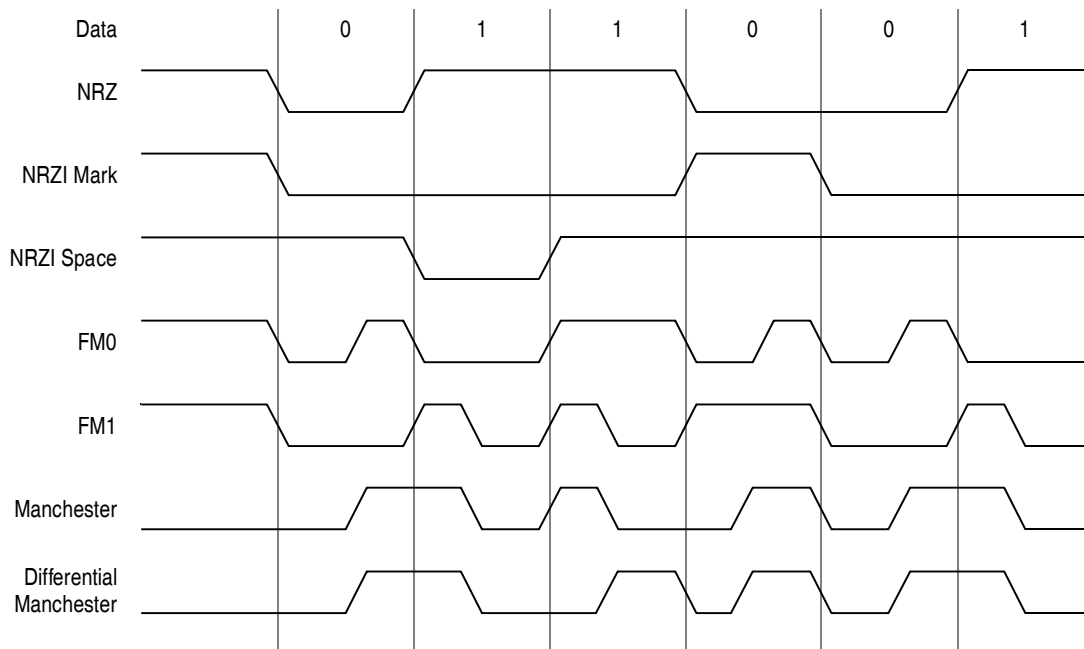 Data 0 1 1 0 0 1
NRZ
NRZI Mark
NRZI Space
FM0
FM1
Manchester
Differential
Manchester